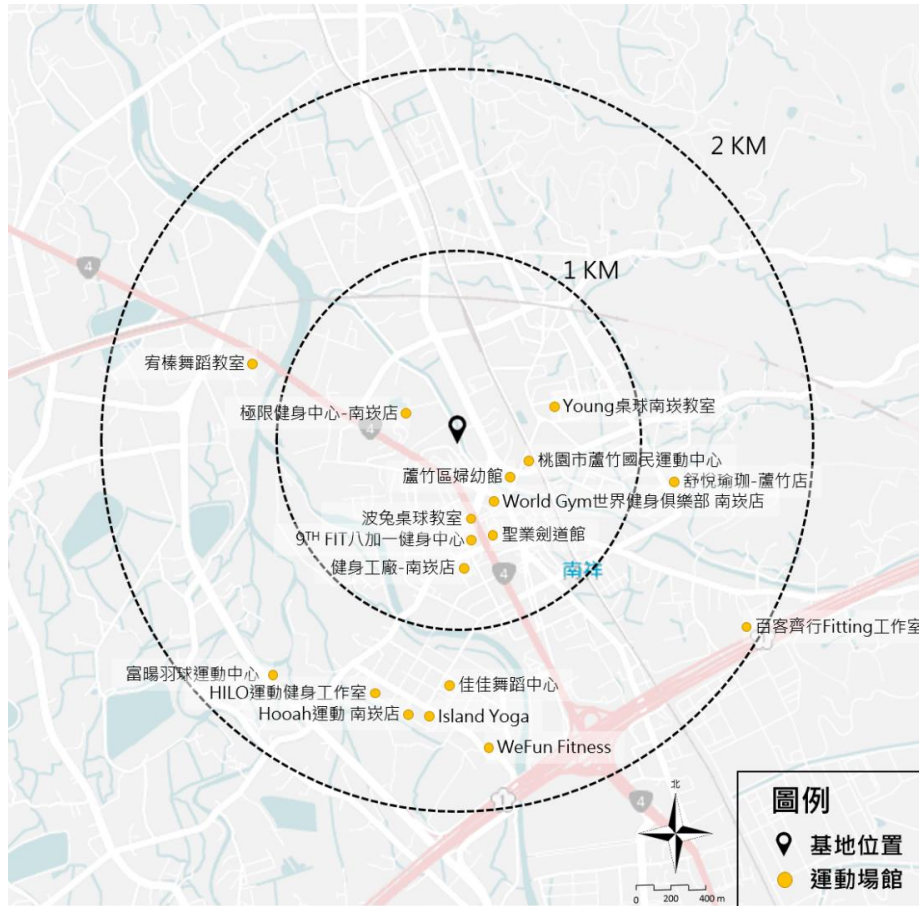 2 KM
1 KM
4
宥榛舞蹈教室
極限健身中心-南崁店
4
Young桌球南崁教室
桃園市蘆竹國民運動中心
蘆竹區婦幼館
舒悅瑜珈-蘆竹店
World Gym世界健身俱樂部 南崁店
波兔桌球教室
聖業劍道館
9TH FIT八加一健身中心
健身工廠-南崁店
4
南祥
百客齊行Fitting工作室
富暘羽球運動中心
HILO運動健身工作室
佳佳舞蹈中心
Hooah運動 南崁店
Island Yoga
WeFun Fitness
1
4
北
0 200 400 m
圖例
基地位置
運動場館